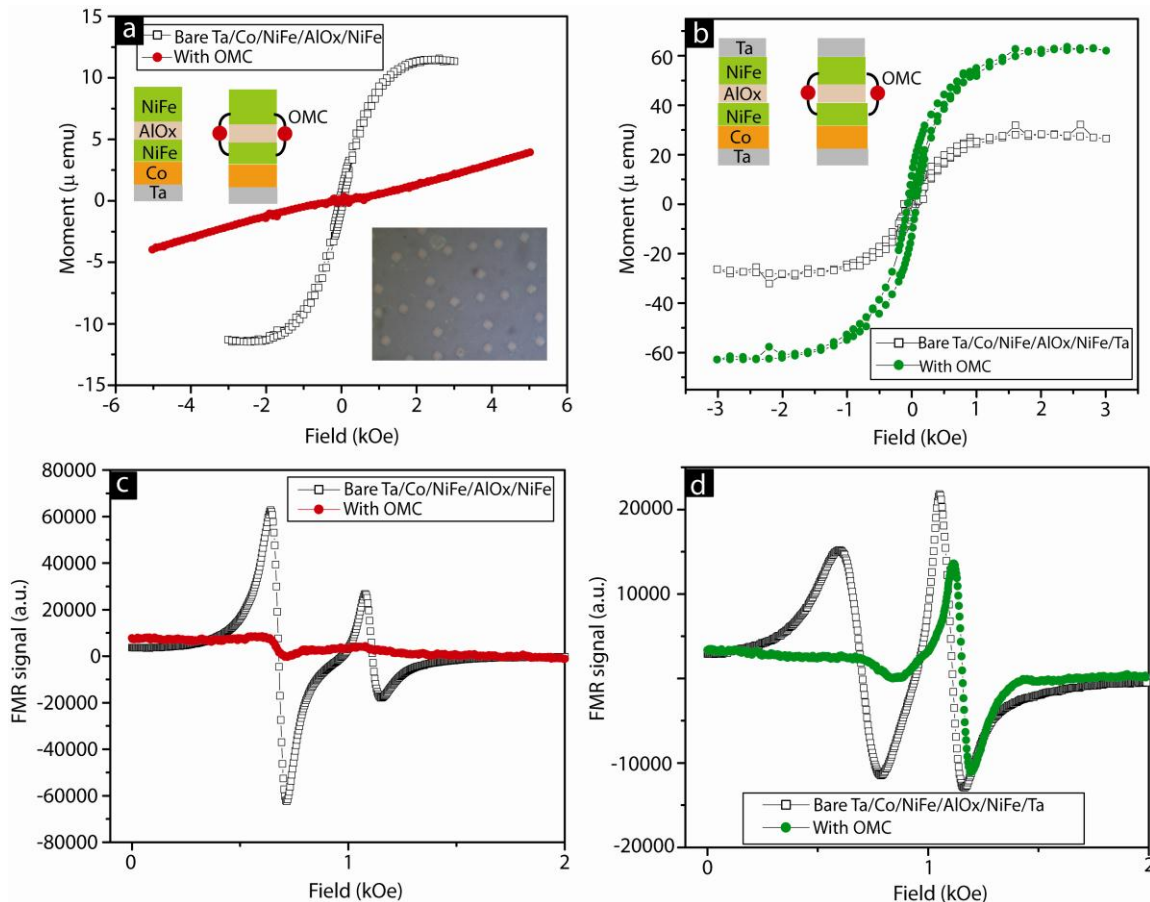 a
Bare Ta/Co/NiFe/AlOx/NiFe
With OMC
NiFe
AlOx
NiFe
Co
Ta
OMC
15
10
5
0
-5
-10
-15
Moment (μ emu)
-6 -4 -2 0 2 4 6
Field (kOe)
b
Ta
NiFe
AlOx
NiFe
Co
Ta
OMC
60
40
20
0
-20
-40
-60
Moment (μ emu)
Bare Ta/Co/NiFe/AlOx/NiFe/Ta
With OMC
-3 -2 -1 0 1 2 3
Field (kOe)
c
Bare Ta/Co/NiFe/AlOx/NiFe
With OMC
80000
60000
40000
20000
0
-20000
-40000
-60000
-80000
FMR signal (a.u.)
0 1 2
Field (kOe)
d
20000
10000
0
-10000
-20000
FMR signal (a.u.)
Bare Ta/Co/NiFe/AlOx/NiFe/Ta
With OMC
0 1 2
Field (kOe)